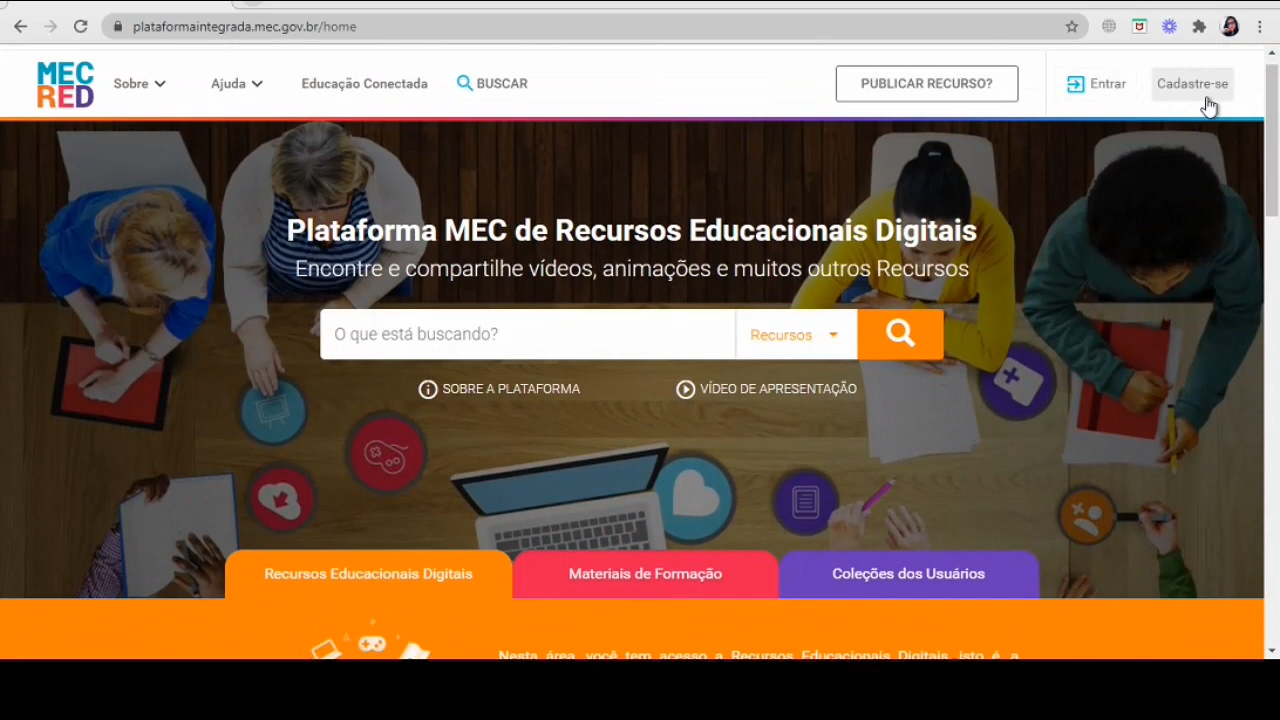 plataformaintegrada.mec.gov.br/home
MEC
RED
Sobre
Ajuda
Educação Conectada
BUSCAR
PUBLICAR RECURSO?
Entrar
Cadastre-se
Plataforma MEC de Recursos Educacionais Digitais
Encontre e compartilhe vídeos, animações e muitos outros Recursos
O que está buscando?
Recursos
SOBRE A PLATAFORMA
VÍDEO DE APRESENTAÇÃO
Recursos Educacionais Digitais
Materiais de Formação
Coleções dos Usuários
Nesta área, você tem acesso a Recursos Educacionais Digitais, isto é, a